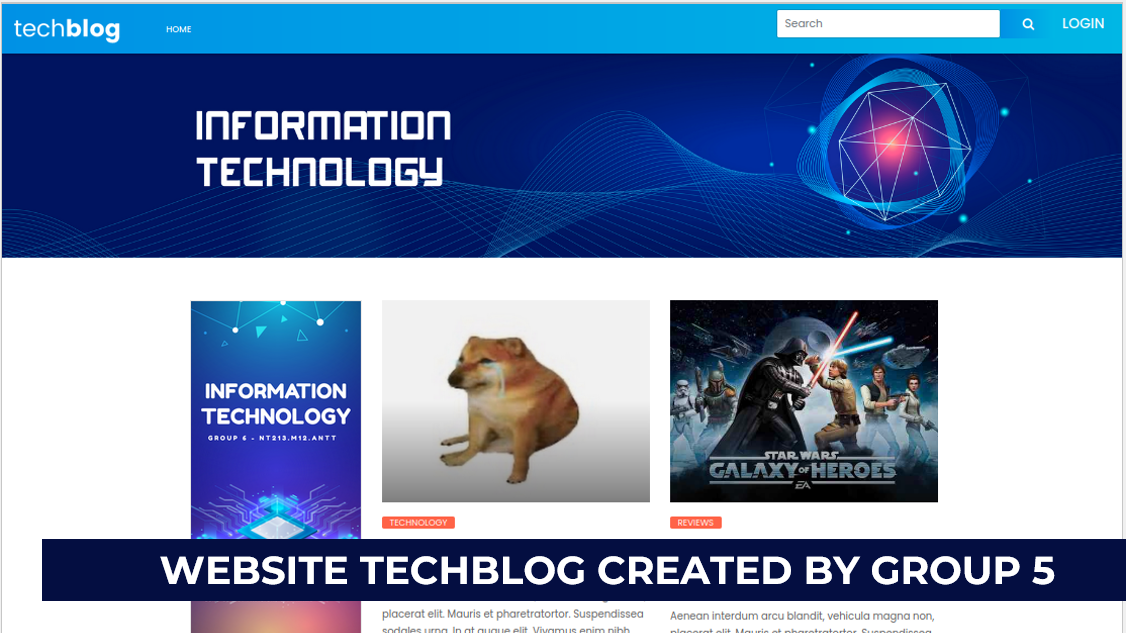 techblog
HOME
Search
LOGIN
INFORMATION
TECHNOLOGY
INFORMATION
TECHNOLOGY
GROUP 6 - NT213.M12.ANTT
STAR WARS
GALAXY OF HEROES
EA
TECHNOLOGY
REVIEWS
WEBSITE TECHBLOG CREATED BY GROUP 5
placerat elit. Mauris et pharetratortor. Suspendissea
sodales urna. In at augue elit. Vivamus enim nibh
Aenean interdum arcu blandit, vehicula magna non,
placerat elit. Mauris et pharetratortor. Suspendissea